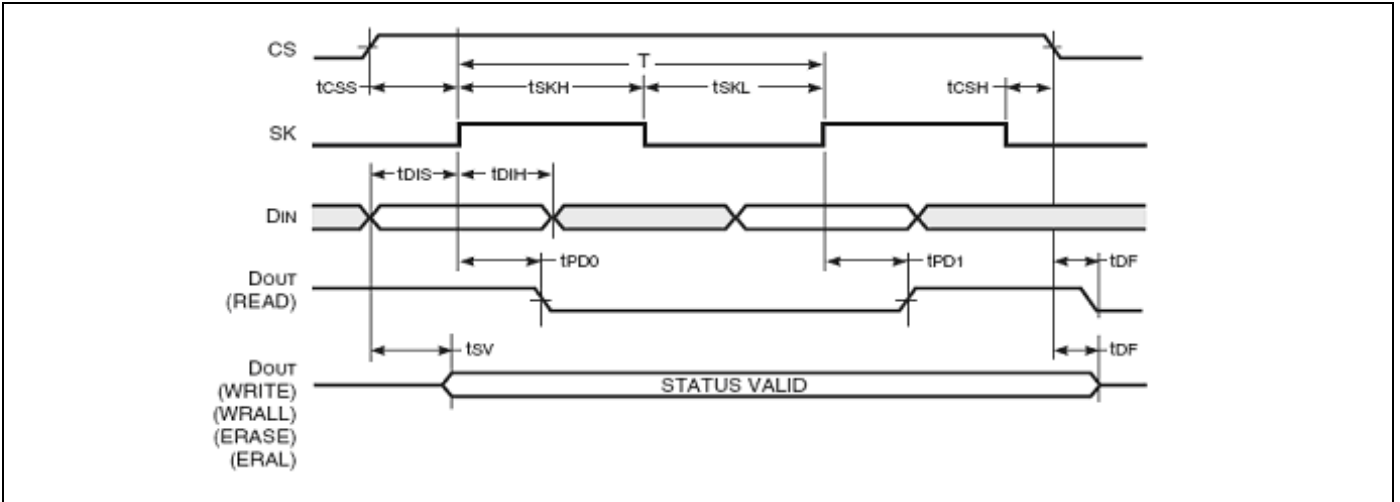 CS
T
tCSS
tSKH
tSKL
tCSH
SK
tDIS
tDIH
DIN
tPD0
tPD1
tDF
DOUT
(READ)
tSV
tDF
DOUT
(WRITE)
(WRALL)
(ERASE)
(ERAL)
STATUS VALID